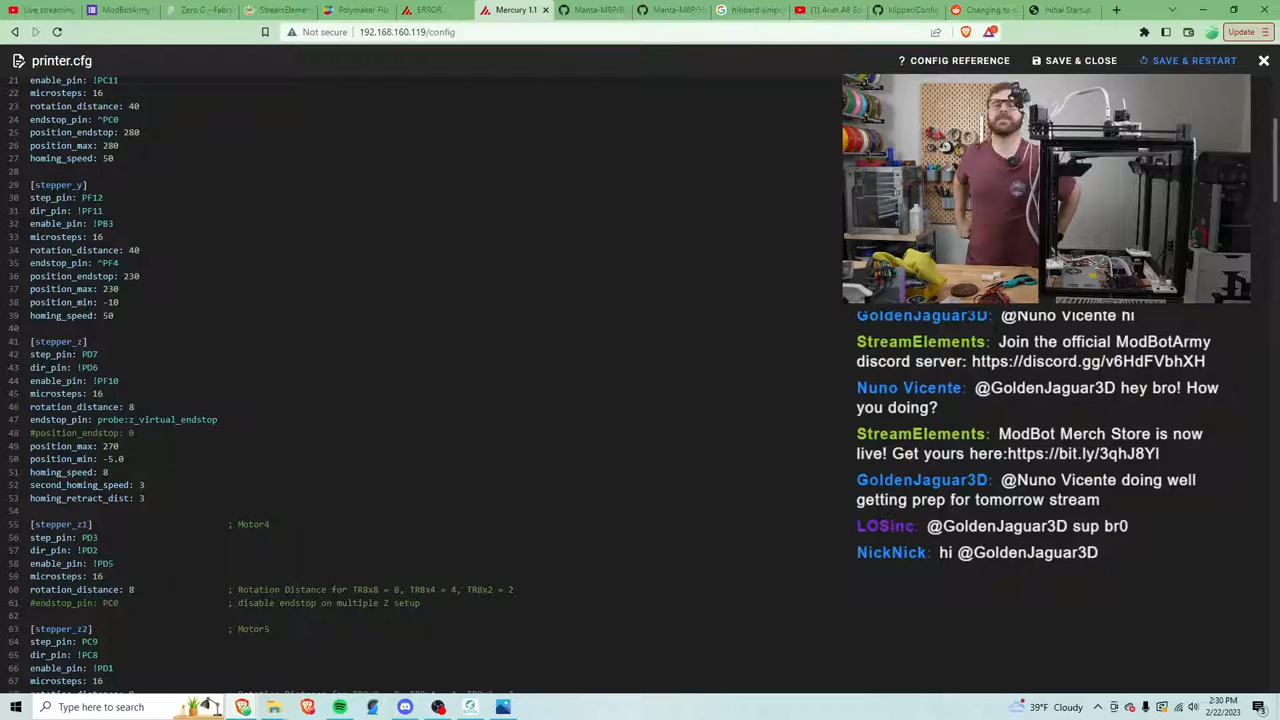 Live streaming
ModBotArmy
Zero G – Fabre
StreamElemen
Polymaker File
ERROR
Mercury 1.1
Manta-M8P/8
Manta-M8P/H
hibbard simpso
(1) Anet A8 S
klipper/Config
Changing to a
Initial Startup
Not secure
192.168.160.119/config
Update
printer.cfg
? CONFIG REFERENCE
SAVE & CLOSE
SAVE & RESTART
21 enable_pin: !PC11
22 microsteps: 16
23 rotation_distance: 40
24 endstop_pin: ^PC0
25 position_endstop: 280
26 position_max: 280
27 homing_speed: 50
28
29 [stepper_y]
30 step_pin: PF12
31 dir_pin: !PF11
32 enable_pin: !PB3
33 microsteps: 16
34 rotation_distance: 40
35 endstop_pin: ^PF4
36 position_endstop: 230
37 position_max: 230
38 position_min: -10
39 homing_speed: 50
40
41 [stepper_z]
42 step_pin: PD7
43 dir_pin: !PD6
44 enable_pin: !PF10
45 microsteps: 16
46 rotation_distance: 8
47 endstop_pin: probe:z_virtual_endstop
48 #position_endstop: 0
49 position_max: 270
50 position_min: -5.0
51 homing_speed: 8
52 second_homing_speed: 3
53 homing_retract_dist: 3
54
55 [stepper_z1] ; Motor4
56 step_pin: PD3
57 dir_pin: !PD2
58 enable_pin: !PD5
59 microsteps: 16
60 rotation_distance: 8 ; Rotation Distance for TR8x8 = 8, TR8x4 = 4, TR8x2 = 2
61 #endstop_pin: PC0 ; disable endstop on multiple Z setup
62
63 [stepper_z2] ; Motor5
64 step_pin: PC9
65 dir_pin: !PC8
66 enable_pin: !PD1
67 microsteps: 16
GoldenJaguar3D: @Nuno Vicente hi
StreamElements: Join the official ModBotArmy
discord server: https://discord.gg/v6HdFVbhXH
Nuno Vicente: @GoldenJaguar3D hey bro! How
you doing?
StreamElements: ModBot Merch Store is now
live! Get yours here:https://bit.ly/3qhJ8Yl
GoldenJaguar3D: @Nuno Vicente doing well
getting prep for tomorrow stream
LOSinc: @GoldenJaguar3D sup br0
NickNick: hi @GoldenJaguar3D
Type here to search
39°F Cloudy
2:30 PM
2/22/2023